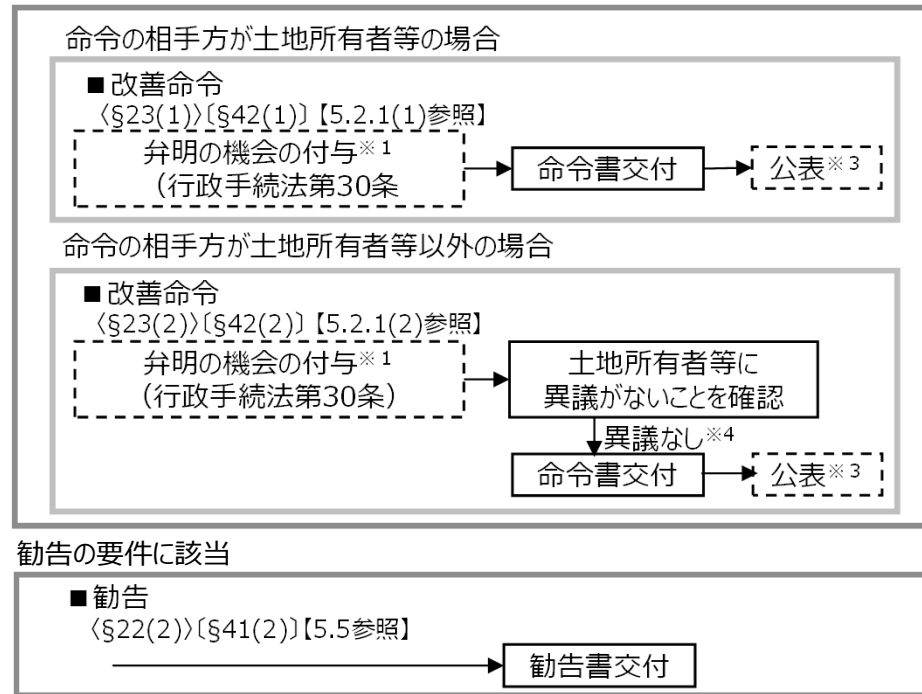 命令の相手方が土地所有者等の場合
■改善命令
〈§23(1)〉〔§42(1)〕【5.2.1(1)参照】
弁明の機会の付与※1
（行政手続法第30条
命令書交付
公表※3
命令の相手方が土地所有者等以外の場合
■改善命令
〈§23(2)〉〔§42(2)〕【5.2.1(2)参照】
弁明の機会の付与※1
（行政手続法第30条）
土地所有者等に
異議がないことを確認
異議なし※4
命令書交付
公表※3
勧告の要件に該当
■勧告
〈§22(2)〉〔§41(2)〕【5.5参照】
勧告書交付